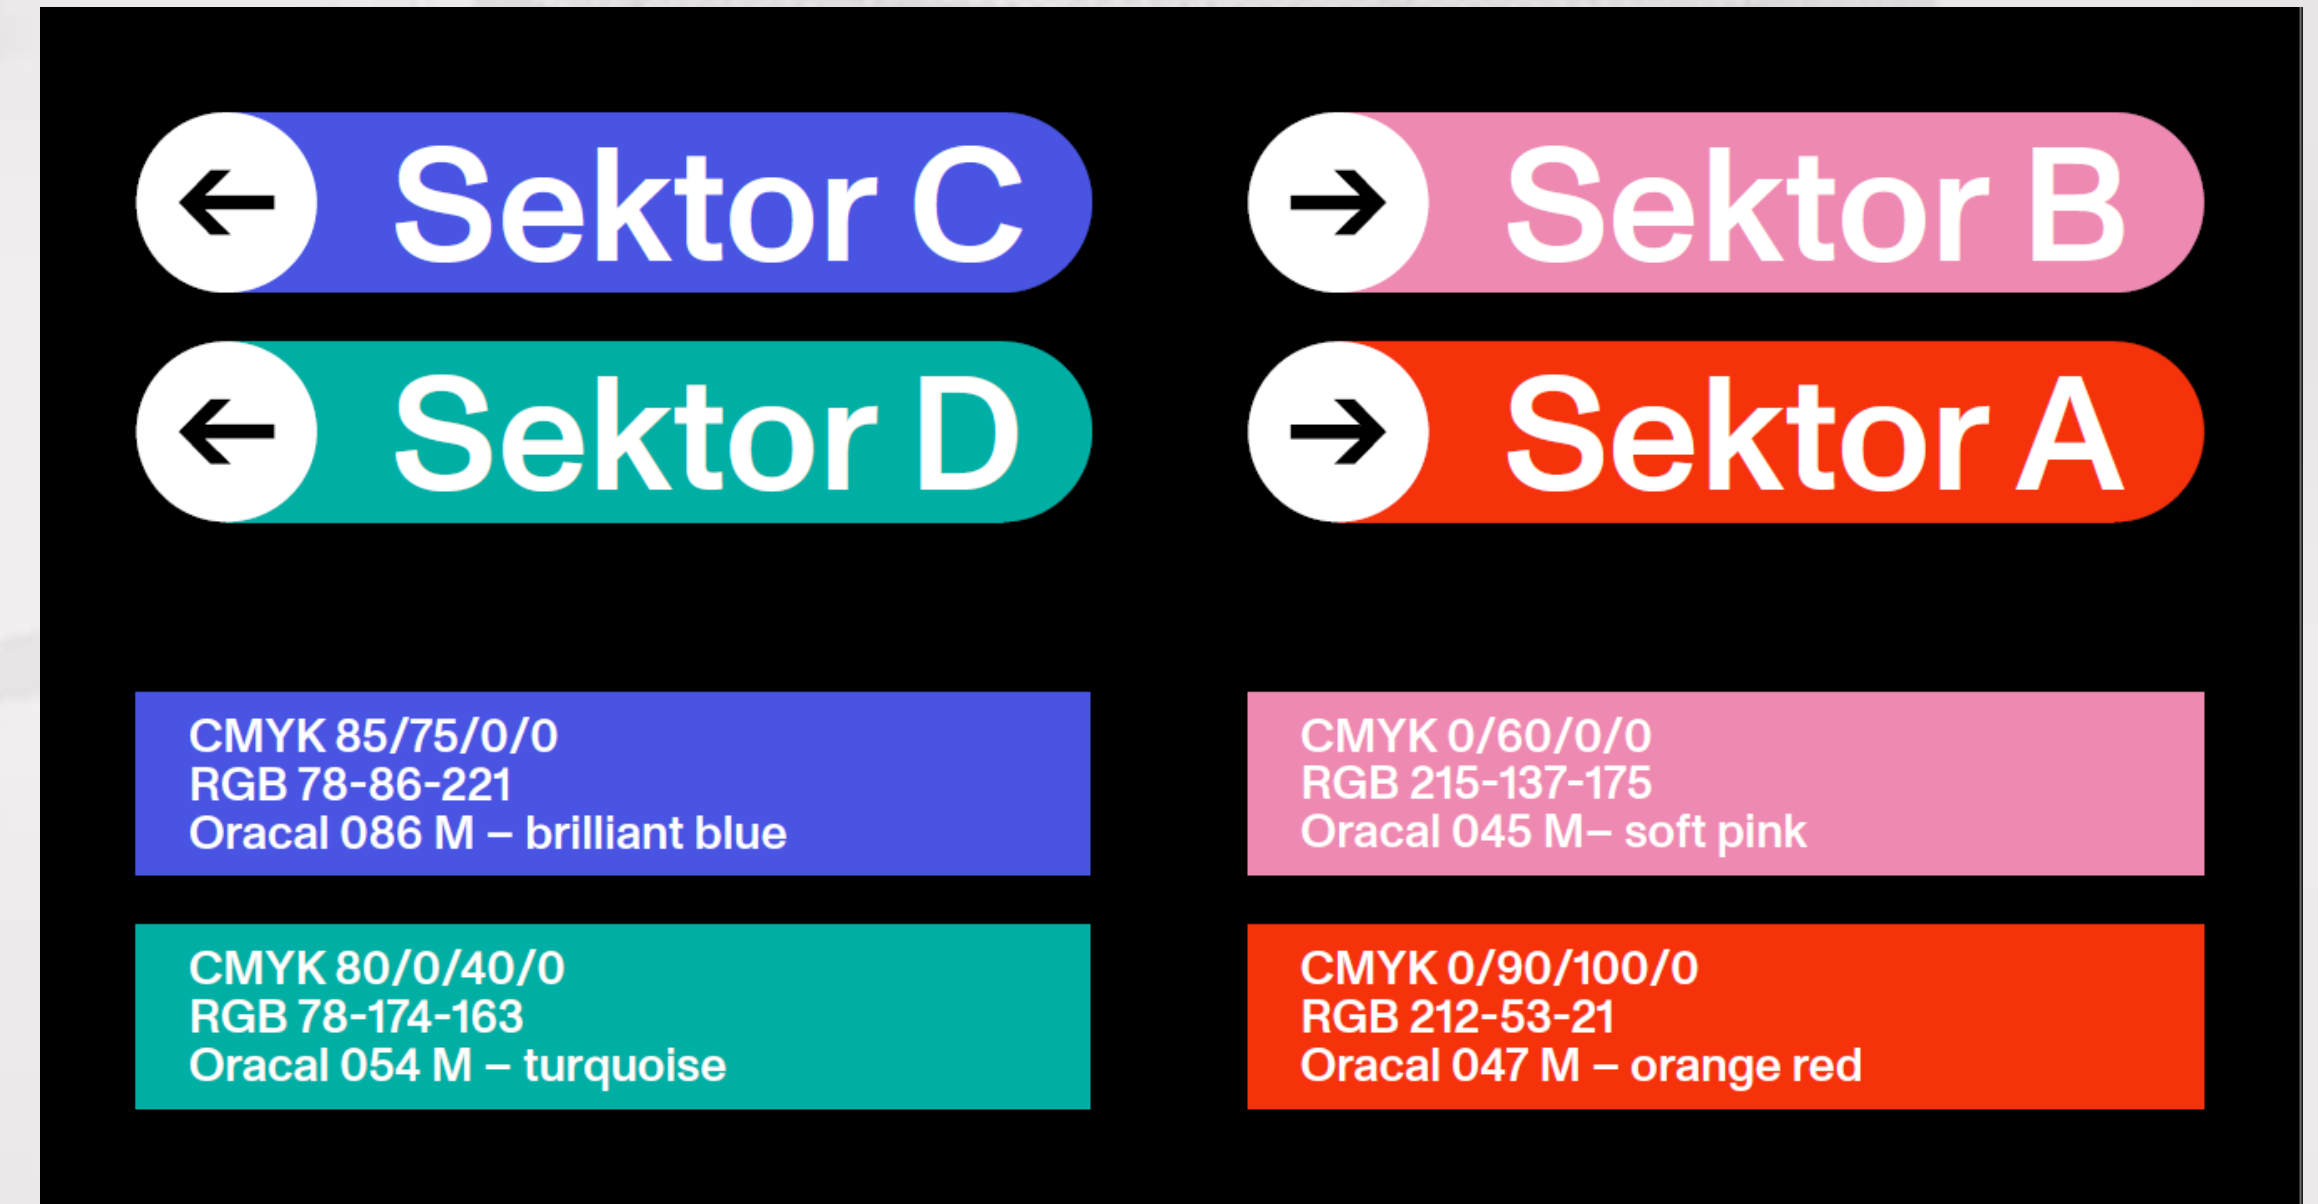 ← Sektor C
→ Sektor B
← Sektor D
→ Sektor A
CMYK 85/75/0/0
RGB 78-86-221
Oracal 086 M – brilliant blue
CMYK 0/60/0/0
RGB 215-137-175
Oracal 045 M– soft pink
CMYK 80/0/40/0
RGB 78-174-163
Oracal 054 M – turquoise
CMYK 0/90/100/0
RGB 212-53-21
Oracal 047 M – orange red